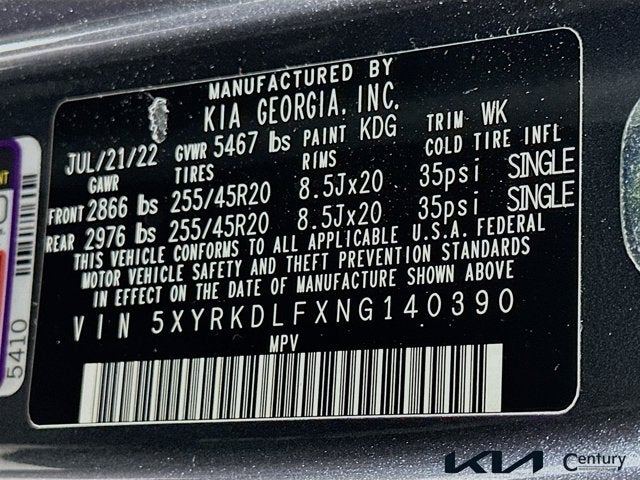 MANUFACTURED BY
KIA GEORGIA, INC.
JUL/21/22 GVWR 5467 lbs PAINT KDG TRIM WK
GAWR TIRES RIMS COLD TIRE INFL
FRONT 2866 lbs 255/45R20 8.5Jx20 35psi SINGLE
REAR 2976 lbs 255/45R20 8.5Jx20 35psi SINGLE
THIS VEHICLE CONFORMS TO ALL APPLICABLE U.S.A. FEDERAL
MOTOR VEHICLE SAFETY AND THEFT PREVENTION STANDARDS
IN EFFECT ON THE DATE OF MANUFACTURE SHOWN ABOVE
VIN 5XYRKDLFXNG140390
MPV
5410
KIA Century